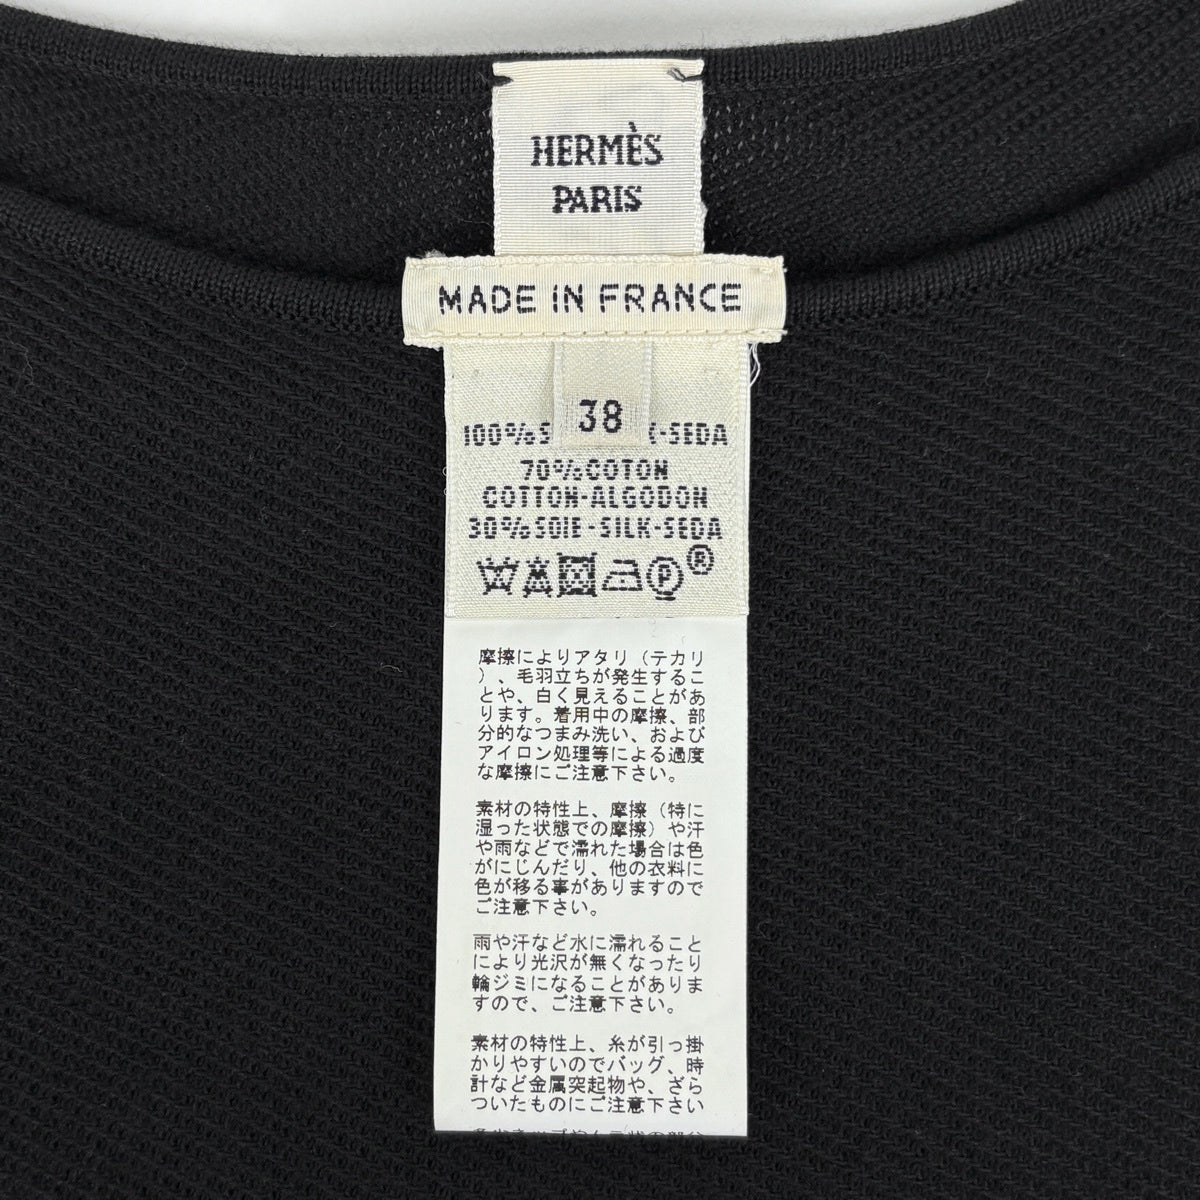 HERMÈS
PARIS
MADE IN FRANCE
38
100% -SEDA
70%COTON
COTTON-ALGODON
30%SOIE-SILK-SEDA
P ®
摩擦によりアタリ（テカリ
）、毛羽立ちが発生するこ
とや、白く見えることがあ
ります。着用中の摩擦、部
分的なつまみ洗い、および
アイロン処理等による過度
な摩擦にご注意下さい。
素材の特性上、摩擦（特に
湿った状態での摩擦）や汗
や雨などで濡れた場合は色
がにじんだり、他の衣料に
色が移る事がありますので
ご注意下さい。
雨や汗など水に濡れること
により光沢が無くなったり
輪ジミになることがありま
すので、ご注意下さい。
素材の特性上、糸が引っ掛
かりやすいのでバッグ、時
計など金属突起物や、ざら
ついたものにご注意下さい